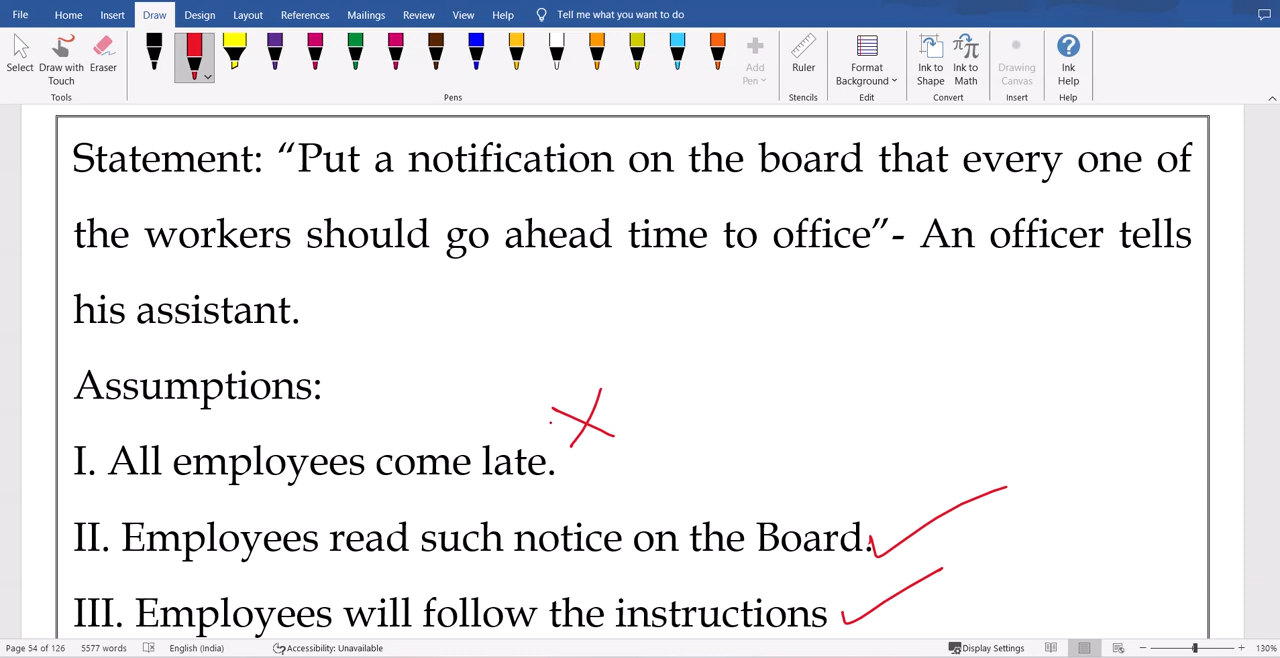 File Home Insert Draw Design Layout References Mailings Review View Help Tell me what you want to do
Select Draw with Touch Eraser Add Pen Ruler Format Background Ink to Shape Ink to Math Drawing Canvas Ink Help
Tools Pens Stencils Edit Convert Insert Help
Statement: “Put a notification on the board that every one of
the workers should go ahead time to office”- An officer tells
his assistant.
Assumptions:
I. All employees come late.
II. Employees read such notice on the Board.
III. Employees will follow the instructions
Page 54 of 126 5577 words English (India) Accessibility: Unavailable Display Settings 130%